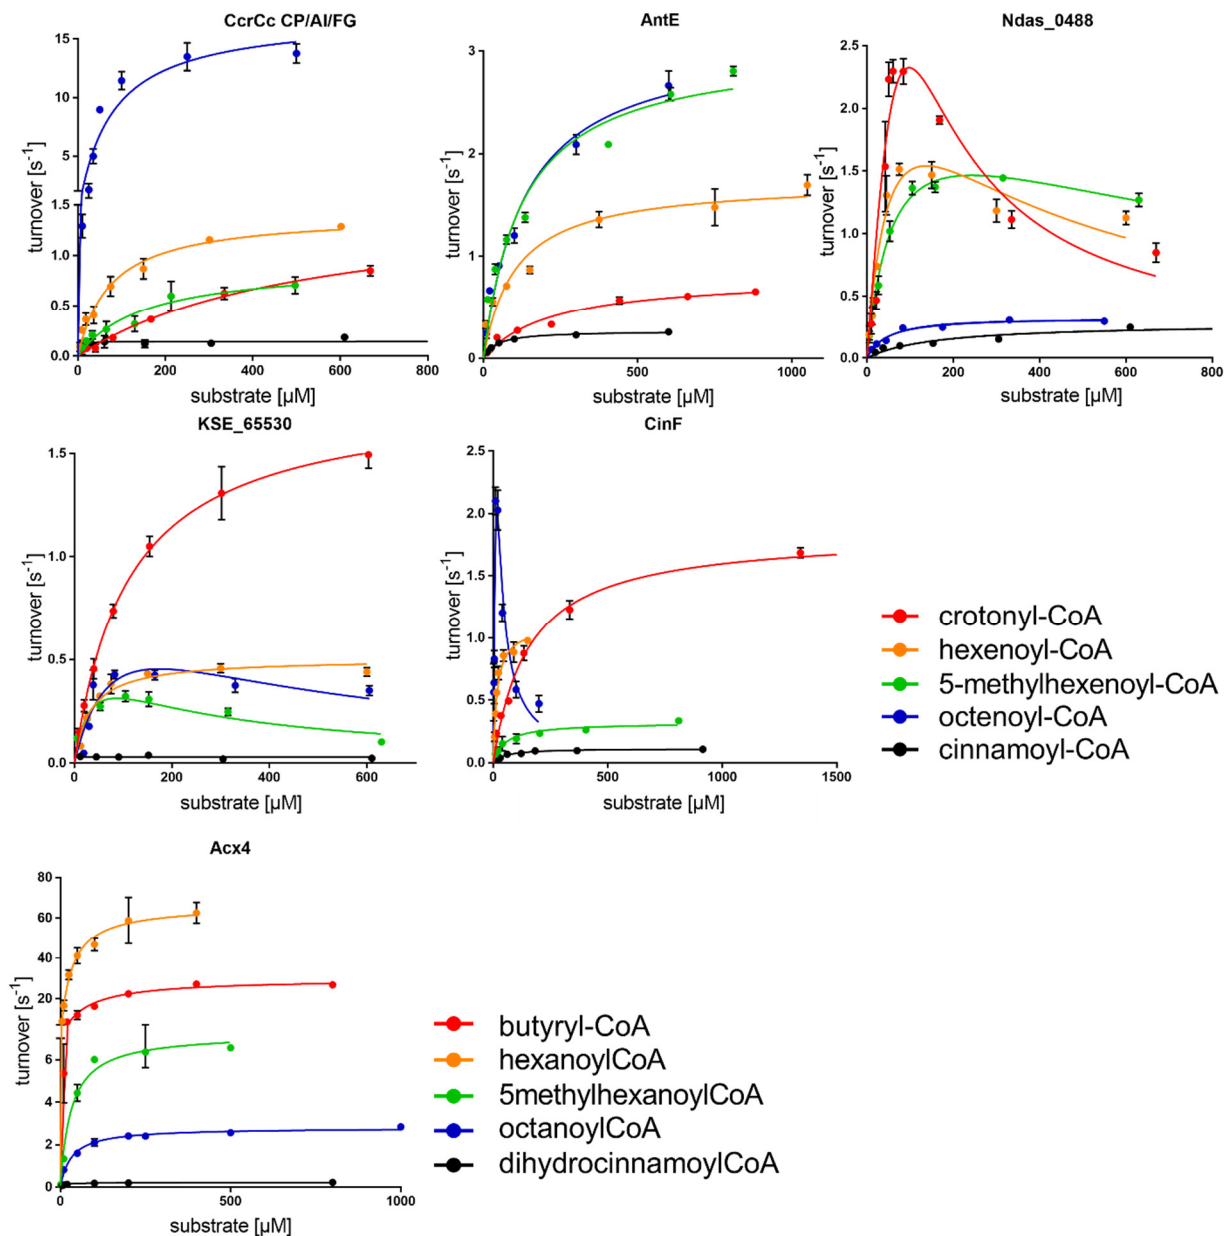 CcrCc CP/AI/FG
turnover [s⁻¹]
15
10
5
1.5
1.0
0.5
0.0
0
200
400
600
800
substrate [µM]
AntE
turnover [s⁻¹]
3
2
1
0
0
500
1000
substrate [µM]
Ndas_0488
turnover [s⁻¹]
2.5
2.0
1.5
1.0
0.5
0.0
0
200
400
600
800
substrate [µM]
KSE_65530
turnover [s⁻¹]
1.5
1.0
0.5
0.0
0
200
400
600
substrate [µM]
CinF
turnover [s⁻¹]
2.5
2.0
1.5
1.0
0.5
0.0
0
500
1000
1500
substrate [µM]
crotonyl-CoA
hexenoyl-CoA
5-methylhexenoyl-CoA
octenoyl-CoA
cinnamoyl-CoA
Acx4
turnover [s⁻¹]
80
60
40
20
6
4
2
0
0
500
1000
substrate [µM]
butyryl-CoA
hexanoylCoA
5methylhexanoylCoA
octanoylCoA
dihydrocinnamoylCoA